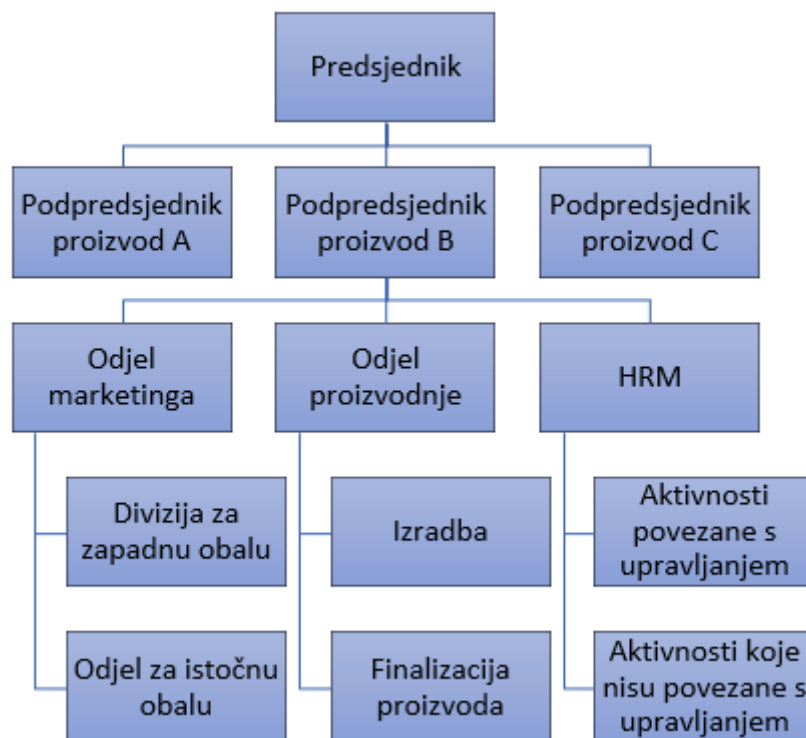 Predsjednik
Podpredsjednik
proizvod A
Podpredsjednik
proizvod B
Podpredsjednik
proizvod C
Odjel
marketinga
Odjel
proizvodnje
HRM
Divizija za
zapadnu obalu
Izradba
Aktivnosti
povezane s
upravljanjem
Odjel za istočnu
obalu
Finalizacija
proizvoda
Aktivnosti koje
nisu povezane s
upravljanjem